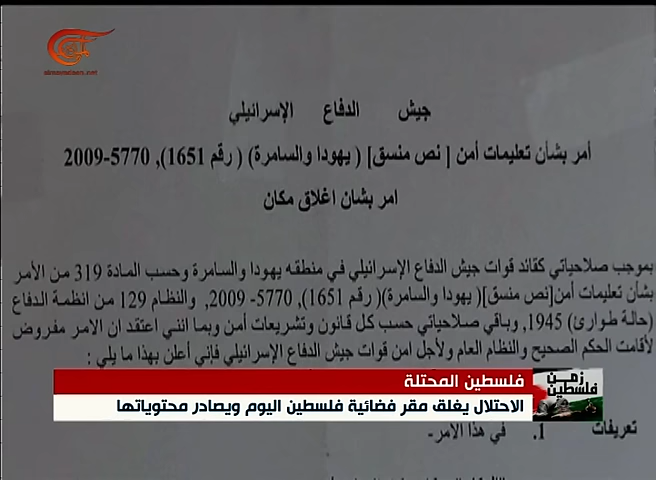 almayadeen.net
جيش الدفاع الإسرائيلي
أمر بشأن تعليمات أمن [ نص منسق] ( يهودا والسامرة) ( رقم 1651), 5770-2009
امر بشان اغلاق مكان
بموجب صلاحياتي كقائد قوات جيش الدفاع الإسرائيلي في منطقه يهودا والسامرة وحسب المادة 319 من الأمر
بشأن تعليمات أمن[نص منسق]( يهودا والسامرة)( رقم 1651), 5770- 2009, والنظام 129 من انظمة الدفاع
(حالة طوارئ) 1945, وباقي صلاحياتي حسب كل قانون وتشريعات أمن وبما انني اعتقد ان الامر مفروض
لأقامت الحكم الصحيح والنظام العام ولأجل امن قوات جيش الدفاع الإسرائيلي فإني أعلن بهذا ما يلي :
فلسطين المحتلة
زمن فلسطين
الاحتلال يغلق مقر فضائية فلسطين اليوم ويصادر محتوياتها
تعريفات 1. في هذا الامر-